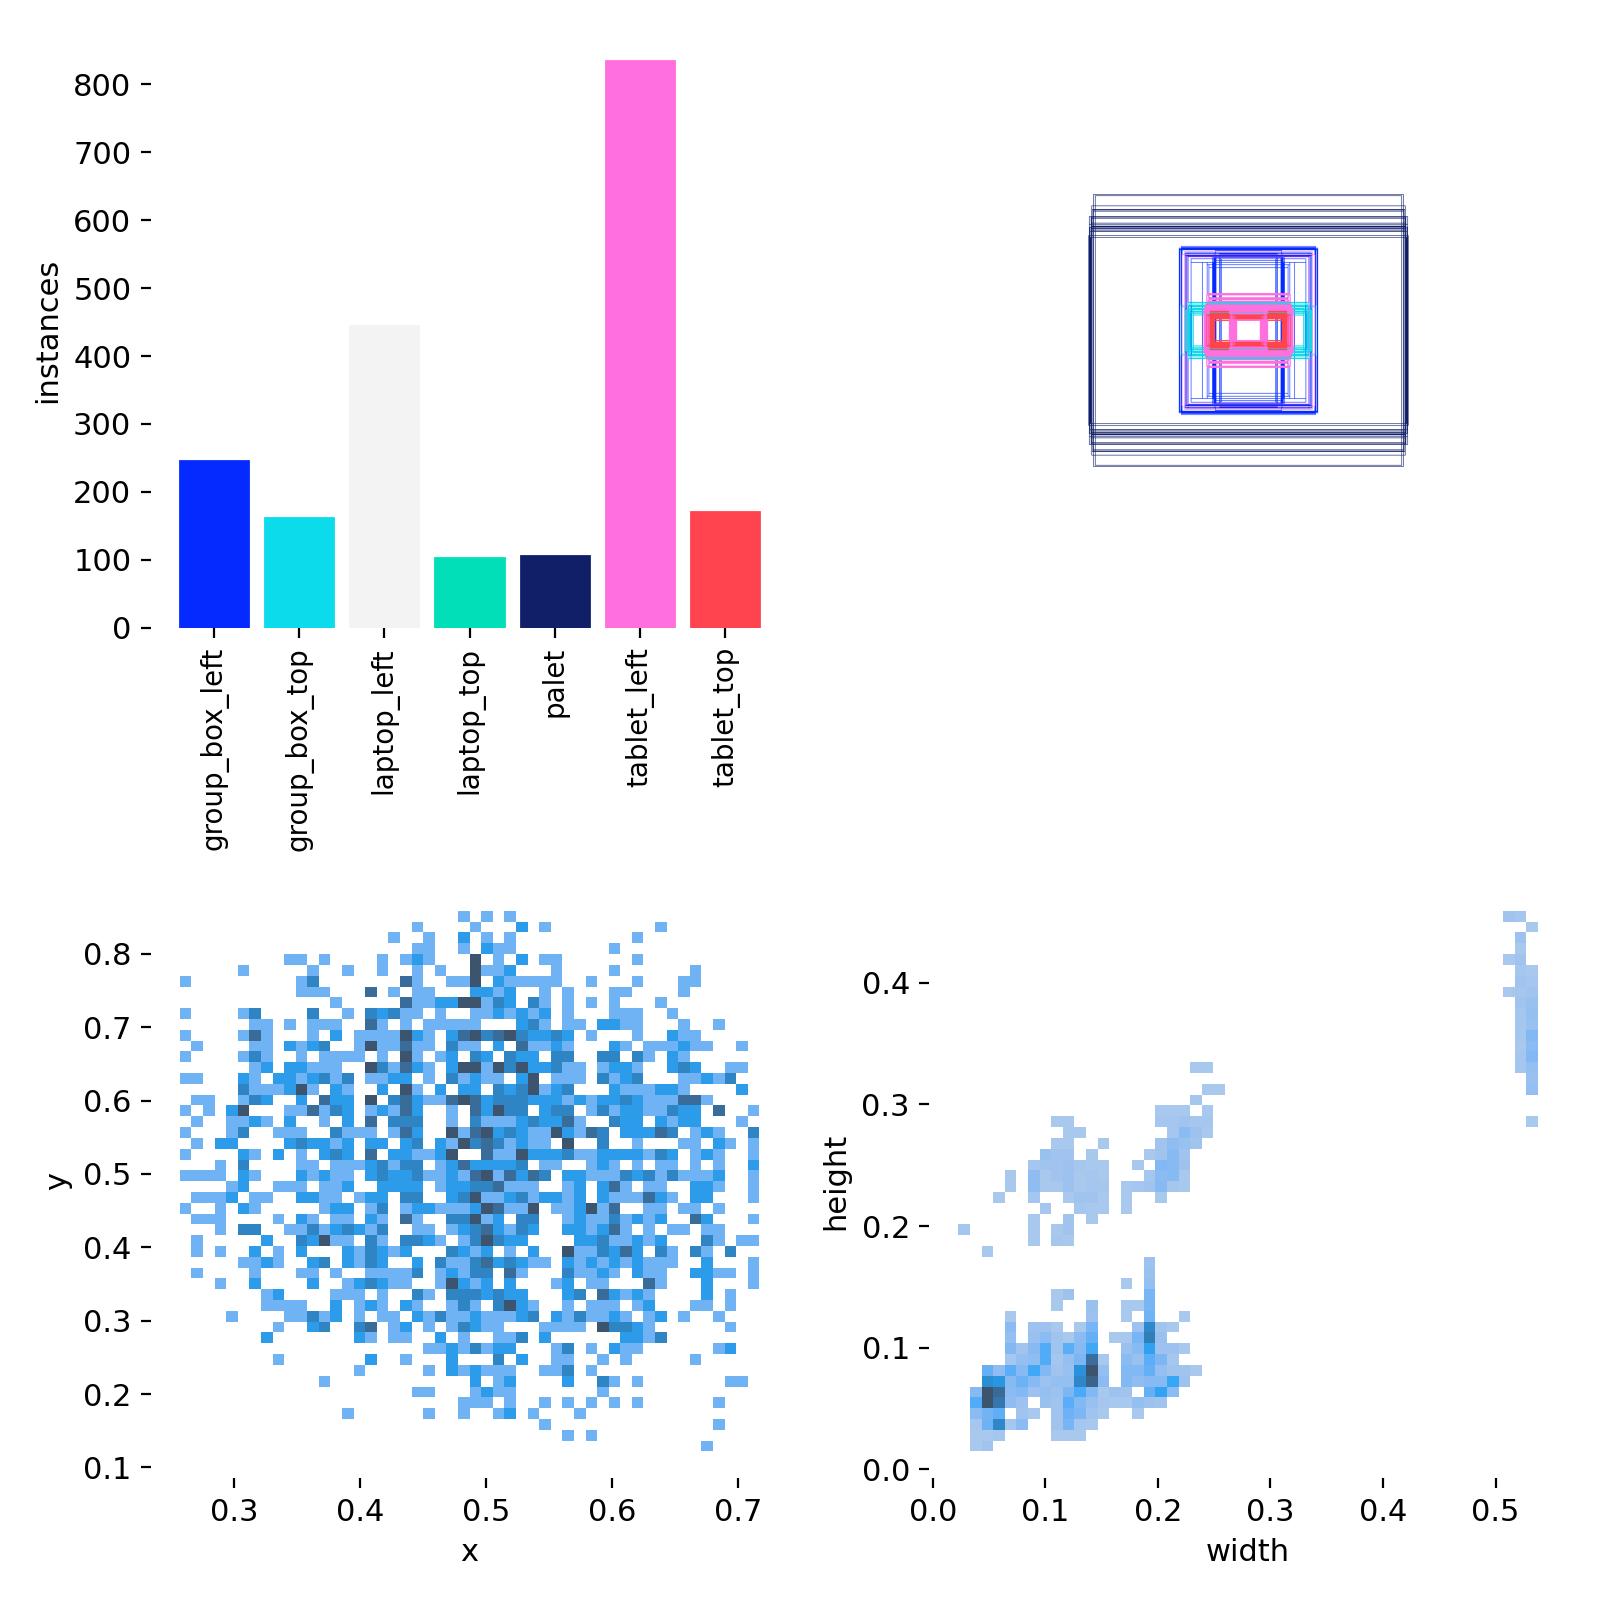 800
700
600
500
400
300
200
100
0
instances
group_box_left
group_box_top
laptop_left
laptop_top
palet
tablet_left
tablet_top
0.8
0.7
0.6
0.5
0.4
0.3
0.2
0.1
y
0.3 0.4 0.5 0.6 0.7
x
0.4
0.3
0.2
0.1
0.0
height
0.0 0.1 0.2 0.3 0.4 0.5
width